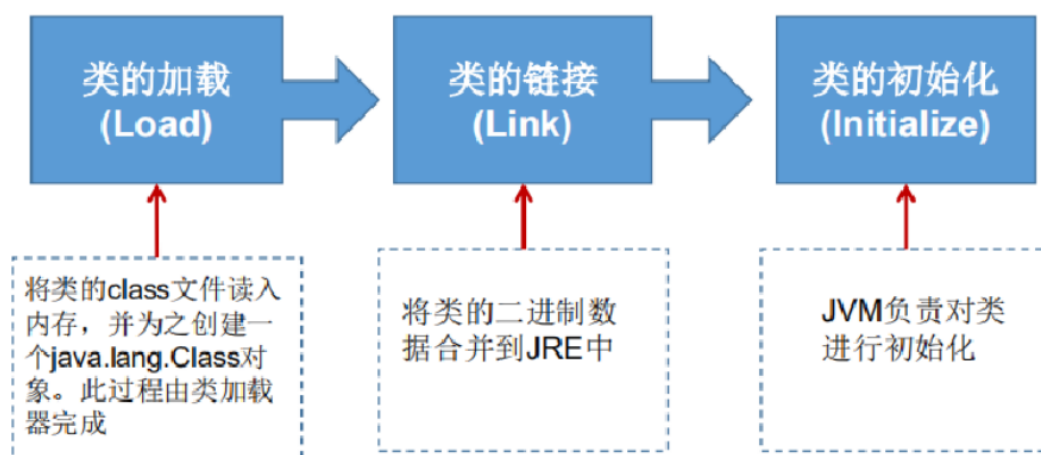 类的加载
(Load)
类的链接
(Link)
类的初始化
(Initialize)
将类的class文件读入
内存，并为之创建一
个java.lang.Class对
象。此过程由类加载
器完成
将类的二进制数
据合并到JRE中
JVM负责对类
进行初始化